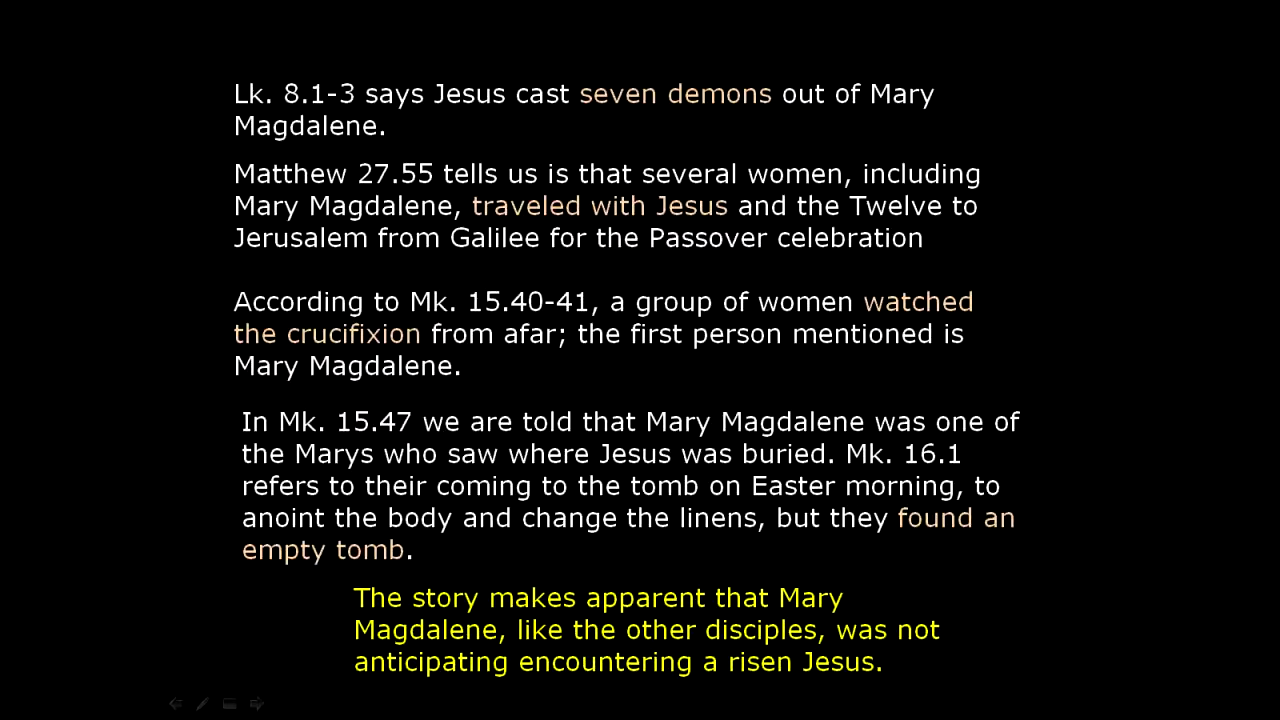 Lk. 8.1-3 says Jesus cast seven demons out of Mary
Magdalene.
Matthew 27.55 tells us is that several women, including
Mary Magdalene, traveled with Jesus and the Twelve to
Jerusalem from Galilee for the Passover celebration
According to Mk. 15.40-41, a group of women watched
the crucifixion from afar; the first person mentioned is
Mary Magdalene.
In Mk. 15.47 we are told that Mary Magdalene was one of
the Marys who saw where Jesus was buried. Mk. 16.1
refers to their coming to the tomb on Easter morning, to
anoint the body and change the linens, but they found an
empty tomb.
The story makes apparent that Mary
Magdalene, like the other disciples, was not
anticipating encountering a risen Jesus.